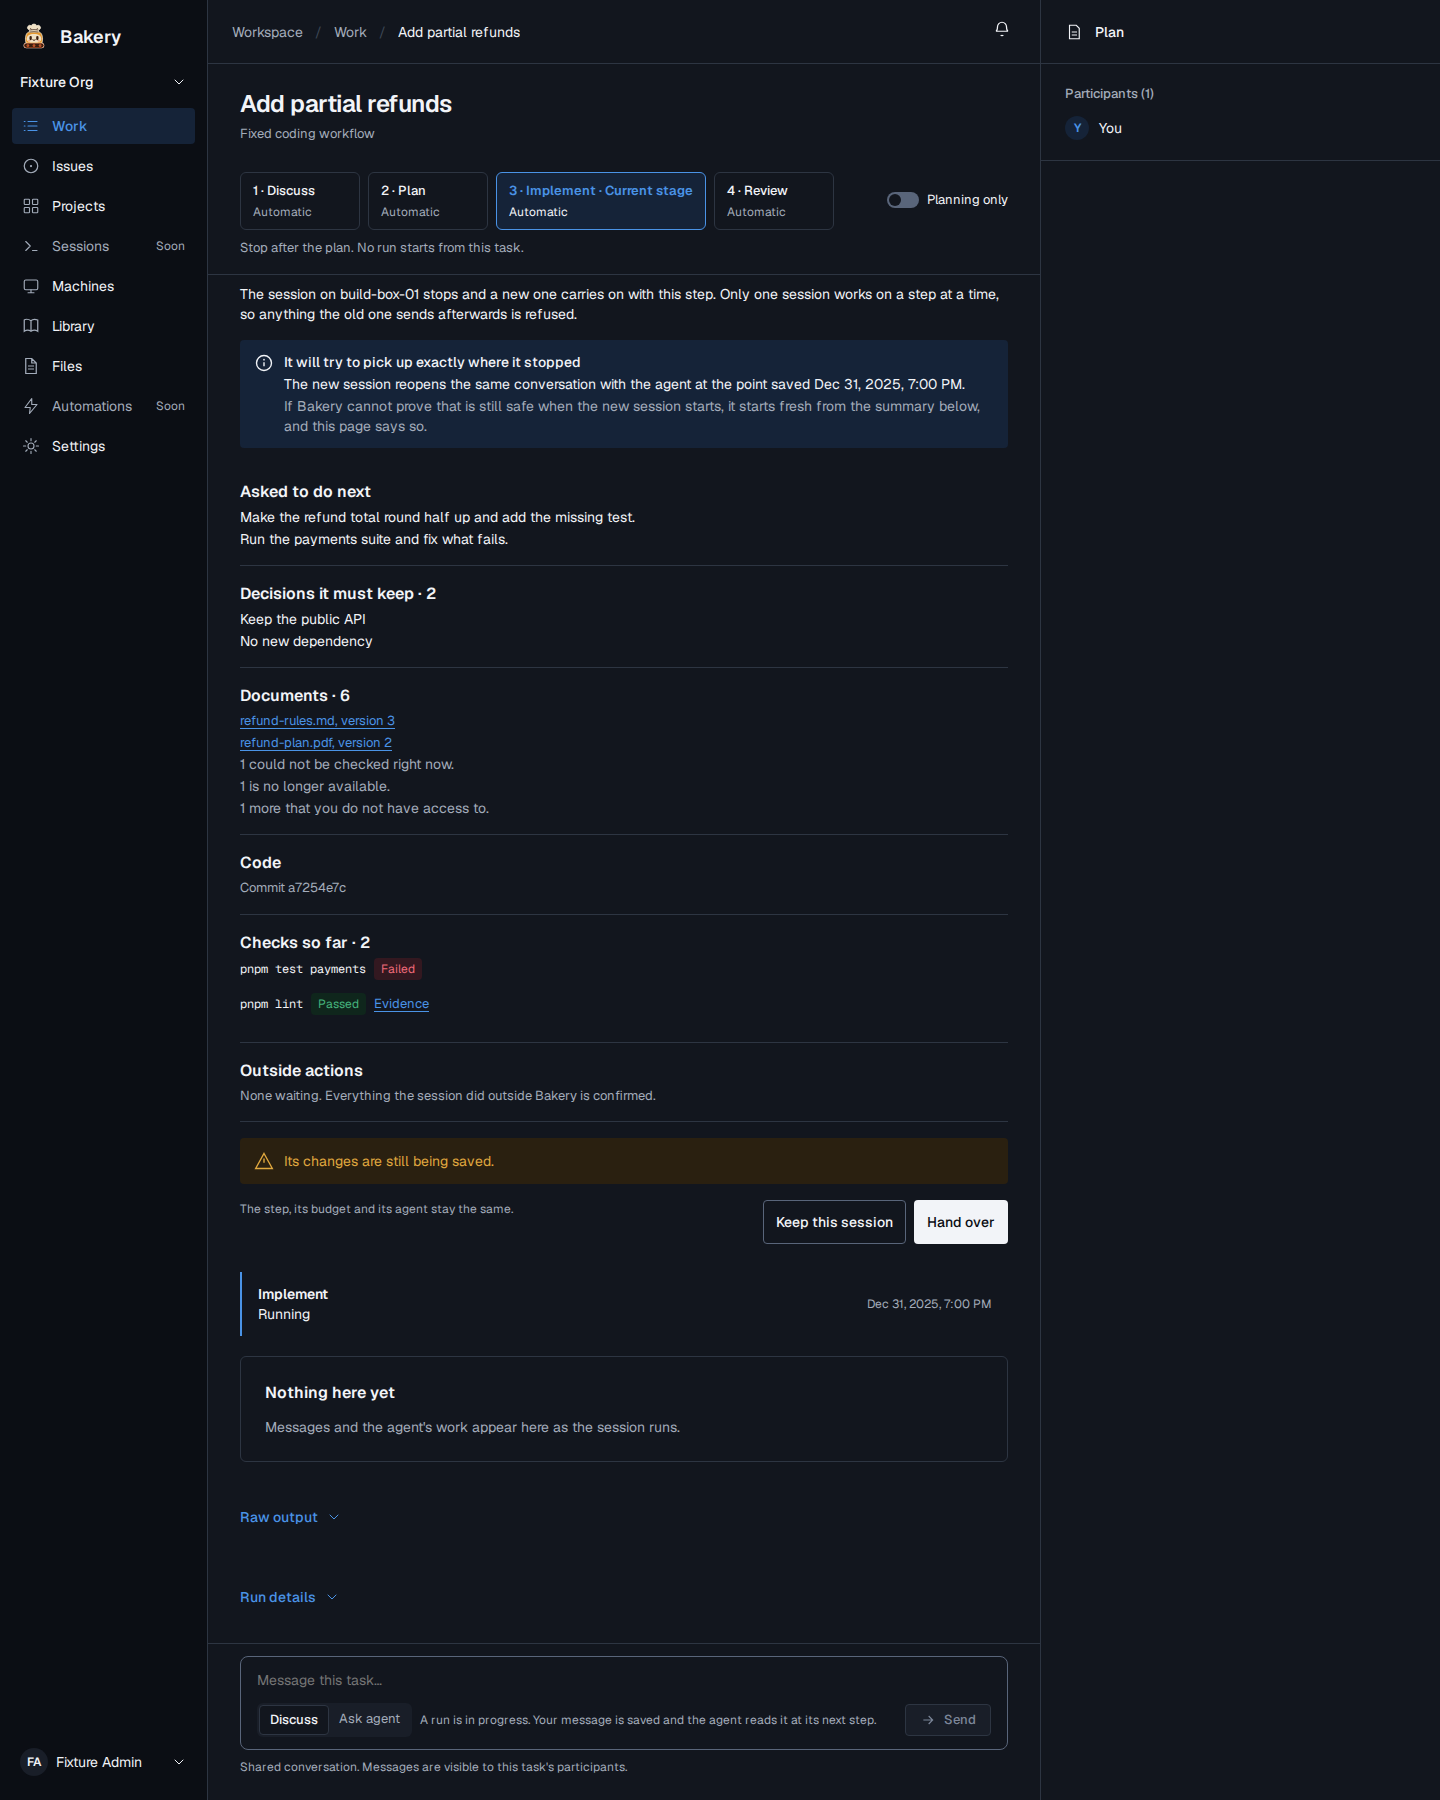 Bakery
Fixture Org
Work
Issues
Projects
Sessions Soon
Machines
Library
Files
Automations Soon
Settings
FA Fixture Admin
Workspace / Work / Add partial refunds
Add partial refunds
Fixed coding workflow
1 · Discuss
Automatic
2 · Plan
Automatic
3 · Implement · Current stage
Automatic
4 · Review
Automatic
Planning only
Stop after the plan. No run starts from this task.
The session on build-box-01 stops and a new one carries on with this step. Only one session works on a step at a time,
so anything the old one sends afterwards is refused.
It will try to pick up exactly where it stopped
The new session reopens the same conversation with the agent at the point saved Dec 31, 2025, 7:00 PM.
If Bakery cannot prove that is still safe when the new session starts, it starts fresh from the summary below,
and this page says so.
Asked to do next
Make the refund total round half up and add the missing test.
Run the payments suite and fix what fails.
Decisions it must keep · 2
Keep the public API
No new dependency
Documents · 6
refund-rules.md, version 3
refund-plan.pdf, version 2
1 could not be checked right now.
1 is no longer available.
1 more that you do not have access to.
Code
Commit a7254e7c
Checks so far · 2
pnpm test payments Failed
pnpm lint Passed Evidence
Outside actions
None waiting. Everything the session did outside Bakery is confirmed.
Its changes are still being saved.
The step, its budget and its agent stay the same.
Keep this session
Hand over
Implement
Running
Dec 31, 2025, 7:00 PM
Nothing here yet
Messages and the agent's work appear here as the session runs.
Raw output
Run details
Message this task...
Discuss Ask agent A run is in progress. Your message is saved and the agent reads it at its next step. Send
Shared conversation. Messages are visible to this task's participants.
Plan
Participants (1)
Y You